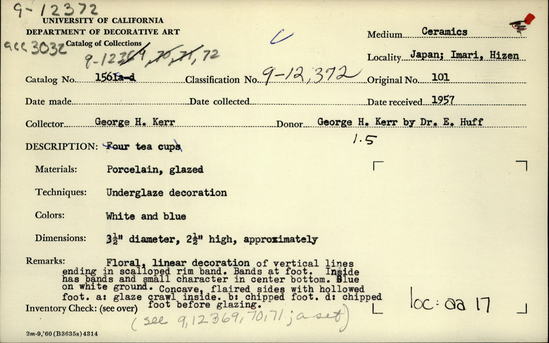 9-12372
UNIVERSITY OF CALIFORNIA
DEPARTMENT OF DECORATIVE ART
acc 3032 Catalog of Collections
9-12369, 70, 71, 72
Catalog No. 1561a-d Classification No. 9-12,372
Medium Ceramics
Locality Japan; Imari, Hizen
Original No. 101
Date made Date collected Date received 1957
Collector George H. Kerr Donor George H. Kerr by Dr. E. Huff
1.5
DESCRIPTION: Four tea cups
Materials: Porcelain, glazed
Techniques: Underglaze decoration
Colors: White and blue
Dimensions: 3½" diameter, 2½" high, approximately
Remarks: Floral, linear decoration of vertical lines
ending in scalloped rim band. Bands at foot. Inside
has bands and small character in center bottom. Blue
on white ground. Concave, flaired sides with hollowed
foot. a: glaze crawl inside. b: chipped foot. d: chipped
foot before glazing.
Inventory Check: (see over)
(see 9,12369,70,71; a set)
loc: aa 17
2m-9,'60(B3635s)4314